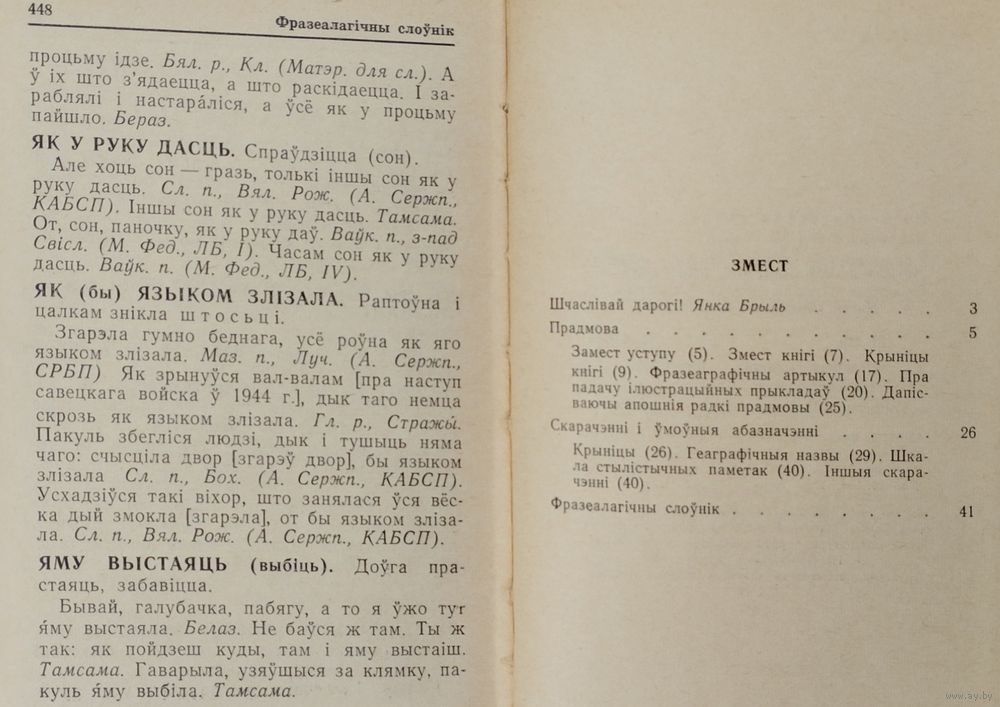 448
Фразеалагічны слоўнік
процьму ідзе. Бял. р., Кл. (Матэр. для сл.). А
ў іх што з’ядаецца, а што раскідаецца. І за-
раблялі і настара́ліся, а ўсё як у процьму
пайшло. Бераз.
ЯК У РУКУ ДАСЦЬ. Спраўдзіцца (сон).
Але хоць сон — гразь, толькі іншы сон як у
руку дасць. Сл. п., Вял. Рож. (А. Сержп.,
КАБСП). Іншы сон як у руку дасць. Тамсама.
От, сон, паночку, як у руку даў. Ваўк. п., з-пад
Свісл. (М. Фед., ЛБ, I). Часам сон як у руку
дасць. Ваўк. п. (М. Фед., ЛБ, IV).
ЯК (бы) ЯЗЫКОМ ЗЛІЗАЛА. Раптоўна і
цалкам знікла штосьці.
Згарэла гумно беднага, усё роўна як яго
языком злізала. Маз. п., Луч. (А. Сержп.,
СРБП) Як зрынуўся вал-валам [пра наступ
савецкага войска ў 1944 г.], дык таго немца
скрозь як языком злізала. Гл. р., Стражы́.
Пакуль збегліся людзі, дык і тушыць няма
чаго: счысціла двор [згарэў двор], бы языком
злізала Сл. п., Бох. (А. Сержп., КАБСП).
Усхадзіўся такі віхор, што занялася ўся вёс-
ка дый змокла [згарэла], от бы языком зліза-
ла. Сл. п., Вял. Рож. (А. Сержп., КАБСП).
ЯМУ ВЫСТАЯЦЬ (выбіць). Доўга пра-
стаяць, забавіцца.
Бывай, галубачка, пабягу, а то я ўжо тут
я́му выстаяла. Белаз. Не баўся ж там. Ты ж
так: як пойдзеш куды, там і яму выстаіш.
Тамсама. Гаварыла, узяўшыся за клямку, па-
куль я́му выбіла. Тамсама.
ЗМЕСТ
Шчаслівай дарогі! Янка Брыль . . . . . 3
Прадмова . . . . . . . . . . 5
Замест уступу (5). Змест кнігі (7). Крыніцы
кнігі (9). Фразеаграфічны артыкул (17). Пра
падачу ілюстрацыйных прыкладаў (20). Дапіс-
ваючы апошнія радкі прадмовы (25).
Скарачэнні і ўмоўныя абазначэнні . . . . 26
Крыніцы (26). Геаграфічныя назвы (29). Шка-
ла стылістычных паметак (40). Іншыя скара-
чэнні (40).
Фразеалагічны слоўнік . . . . . . . . 41
www.ay.by